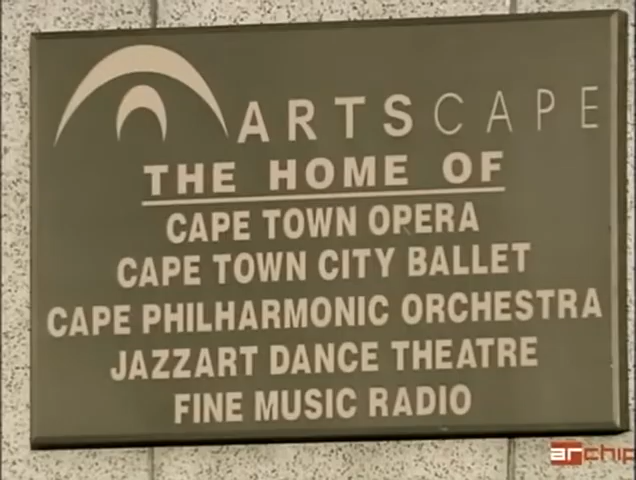 ARTSCAPE
THE HOME OF
CAPE TOWN OPERA
CAPE TOWN CITY BALLET
CAPE PHILHARMONIC ORCHESTRA
JAZZART DANCE THEATRE
FINE MUSIC RADIO
archip